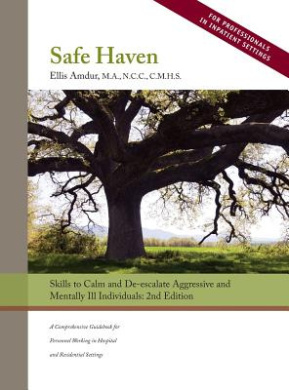 FOR PROFESSIONALS
IN INPATIENT SETTINGS
Safe Haven
Ellis Amdur, M.A., N.C.C., C.M.H.S.
Skills to Calm and De-escalate Aggressive and
Mentally Ill Individuals: 2nd Edition
A Comprehensive Guidebook for
Personnel Working in Hospital
and Residential Settings